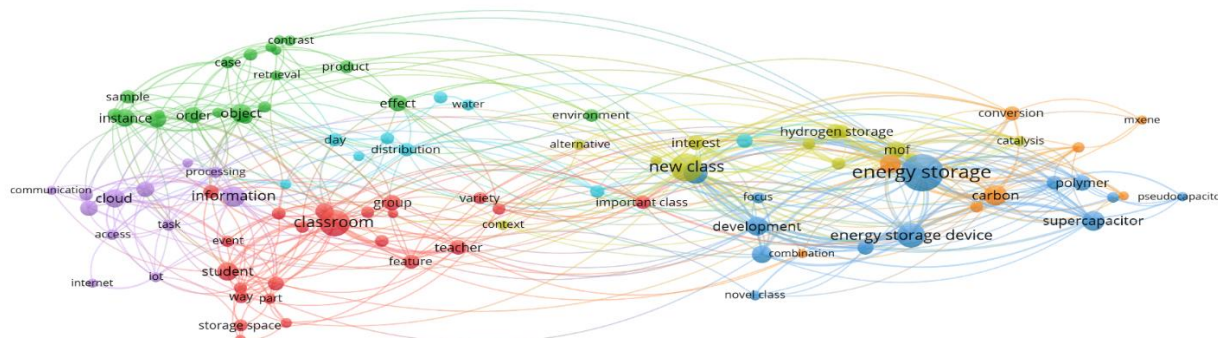 contrast
case
product
retrieval
sample
effect
water
instance
order
object
environment
conversion
mxene
day
distribution
alternative
interest
hydrogen storage
catalysis
mof
processing
new class
energy storage
communication
cloud
information
polymer
pseudocapacito
variety
important class
focus
carbon
group
classroom
task
access
context
development
supercapacitor
energy storage device
event
teacher
feature
combination
student
internet
iot
way
part
novel class
storage space